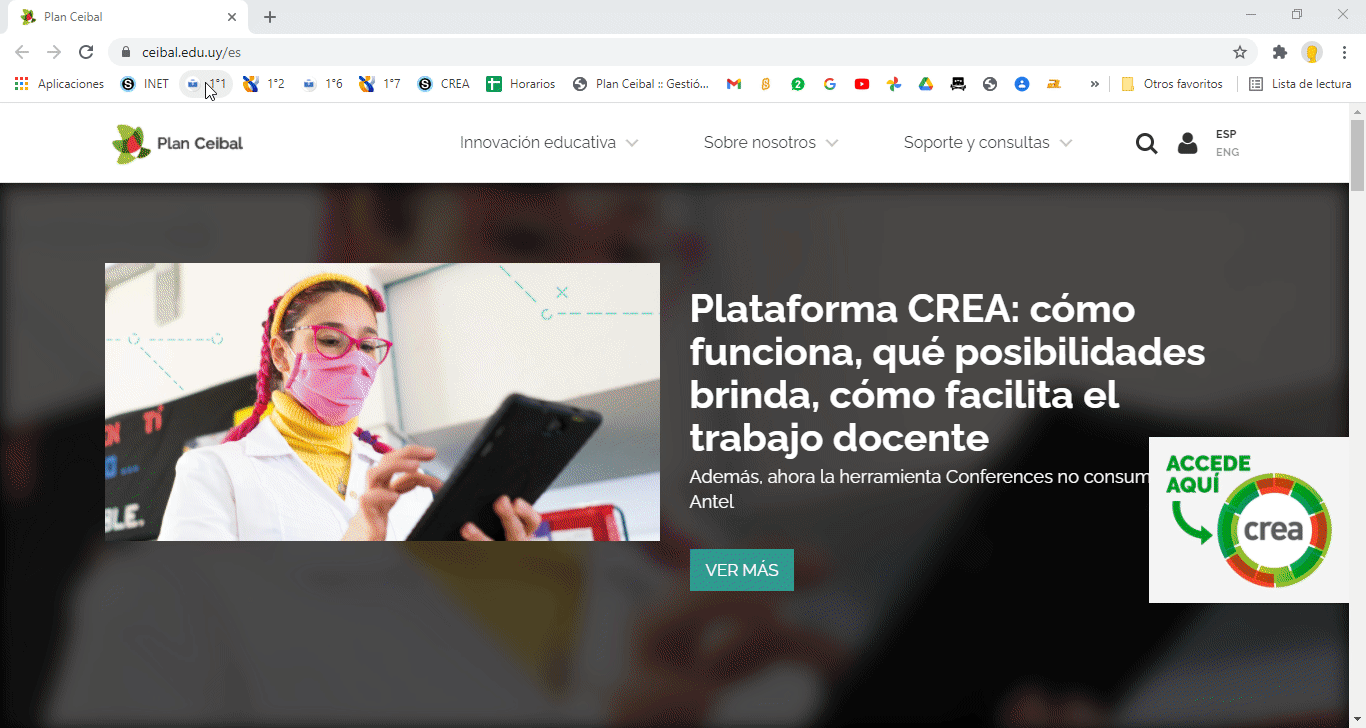 Plan Ceibal
ceibal.edu.uy/es
Aplicaciones INET 1°1 1°2 1°6 1°7 CREA Horarios Plan Ceibal :: Gestió... Otros favoritos Lista de lectura
Plan Ceibal Innovación educativa Sobre nosotros Soporte y consultas ESP
ENG
Plataforma CREA: cómo
funciona, qué posibilidades
brinda, cómo facilita el
trabajo docente
Además, ahora la herramienta Conferences no consum
Antel
VER MÁS
ACCEDE
AQUÍ
crea